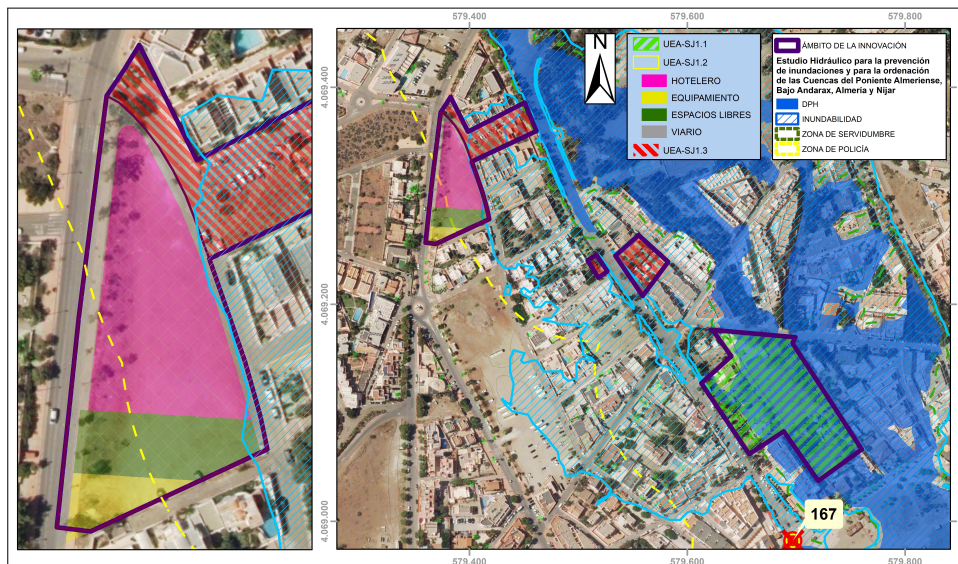 579.400
579.600
579.800
4.069.400
4.069.200
4.069.000
N
UEA-SJ1.1
UEA-SJ1.2
HOTELERO
EQUIPAMIENTO
ESPACIOS LIBRES
VIARIO
UEA-SJ1.3
ÁMBITO DE LA INNOVACIÓN
Estudio Hidráulico para la prevención
de inundaciones y para la ordenación
de las Cuencas del Poniente Almeriense,
Bajo Andarax, Almería y Níjar
DPH
INUNDABILIDAD
ZONA DE SERVIDUMBRE
ZONA DE POLICÍA
167
579.400
579.600
579.800